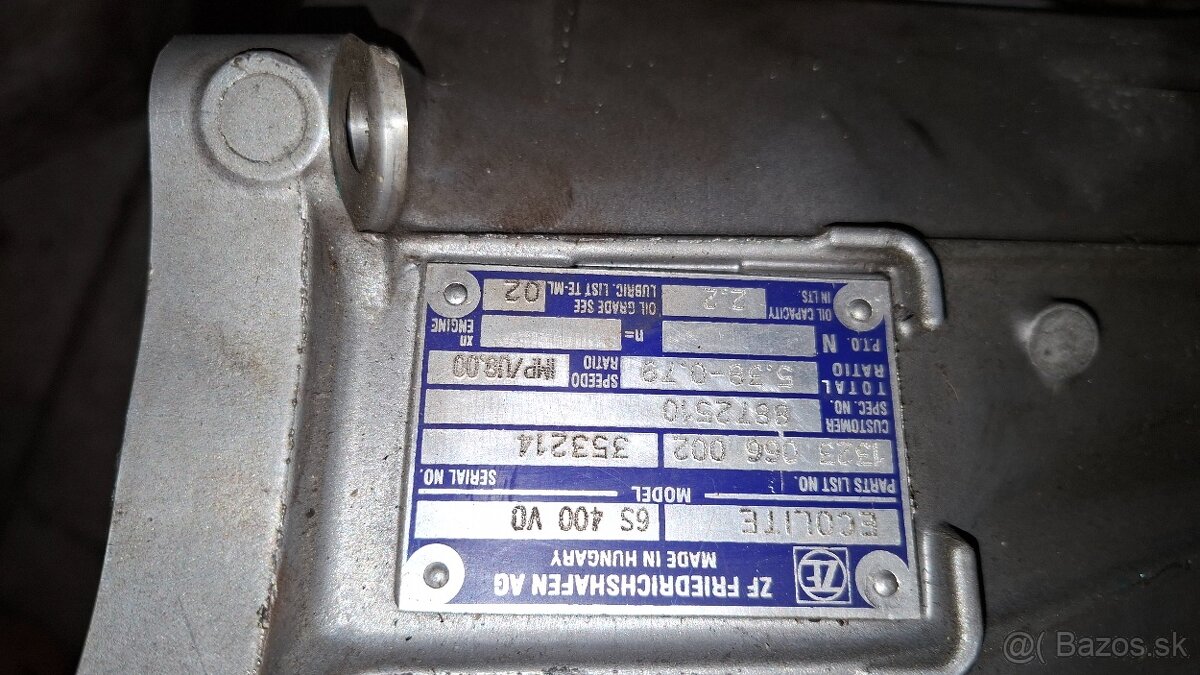 ZF
ZF FRIEDRICHSHAFEN AG
MADE IN HUNGARY
ECOLITE MODEL 6S 400 VO
PARTS LIST NO. SERIAL NO.
1323 066 002 353214
CUSTOMER SPEC. NO. 8872510
TOTAL RATIO 5.38-0.79 SPEEDO RATIO IMP/U8.00
P.T.O. N n= xn ENGINE
OIL CAPACITY IN LTS. 2.2 OIL GRADE SEE LUBRIC. LIST TE-ML 02
@ Bazos.sk